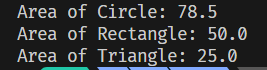 Area of Circle: 78.5
Area of Rectangle: 50.0
Area of Triangle: 25.0